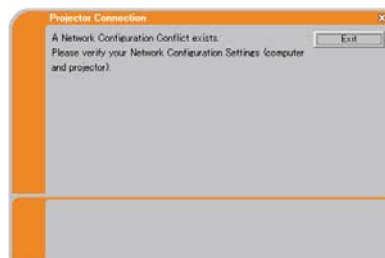 Projector Connection
X
A Network Configuration Conflict exists.
Exit
Please verify your Network Configuration Settings (computer
and projector).